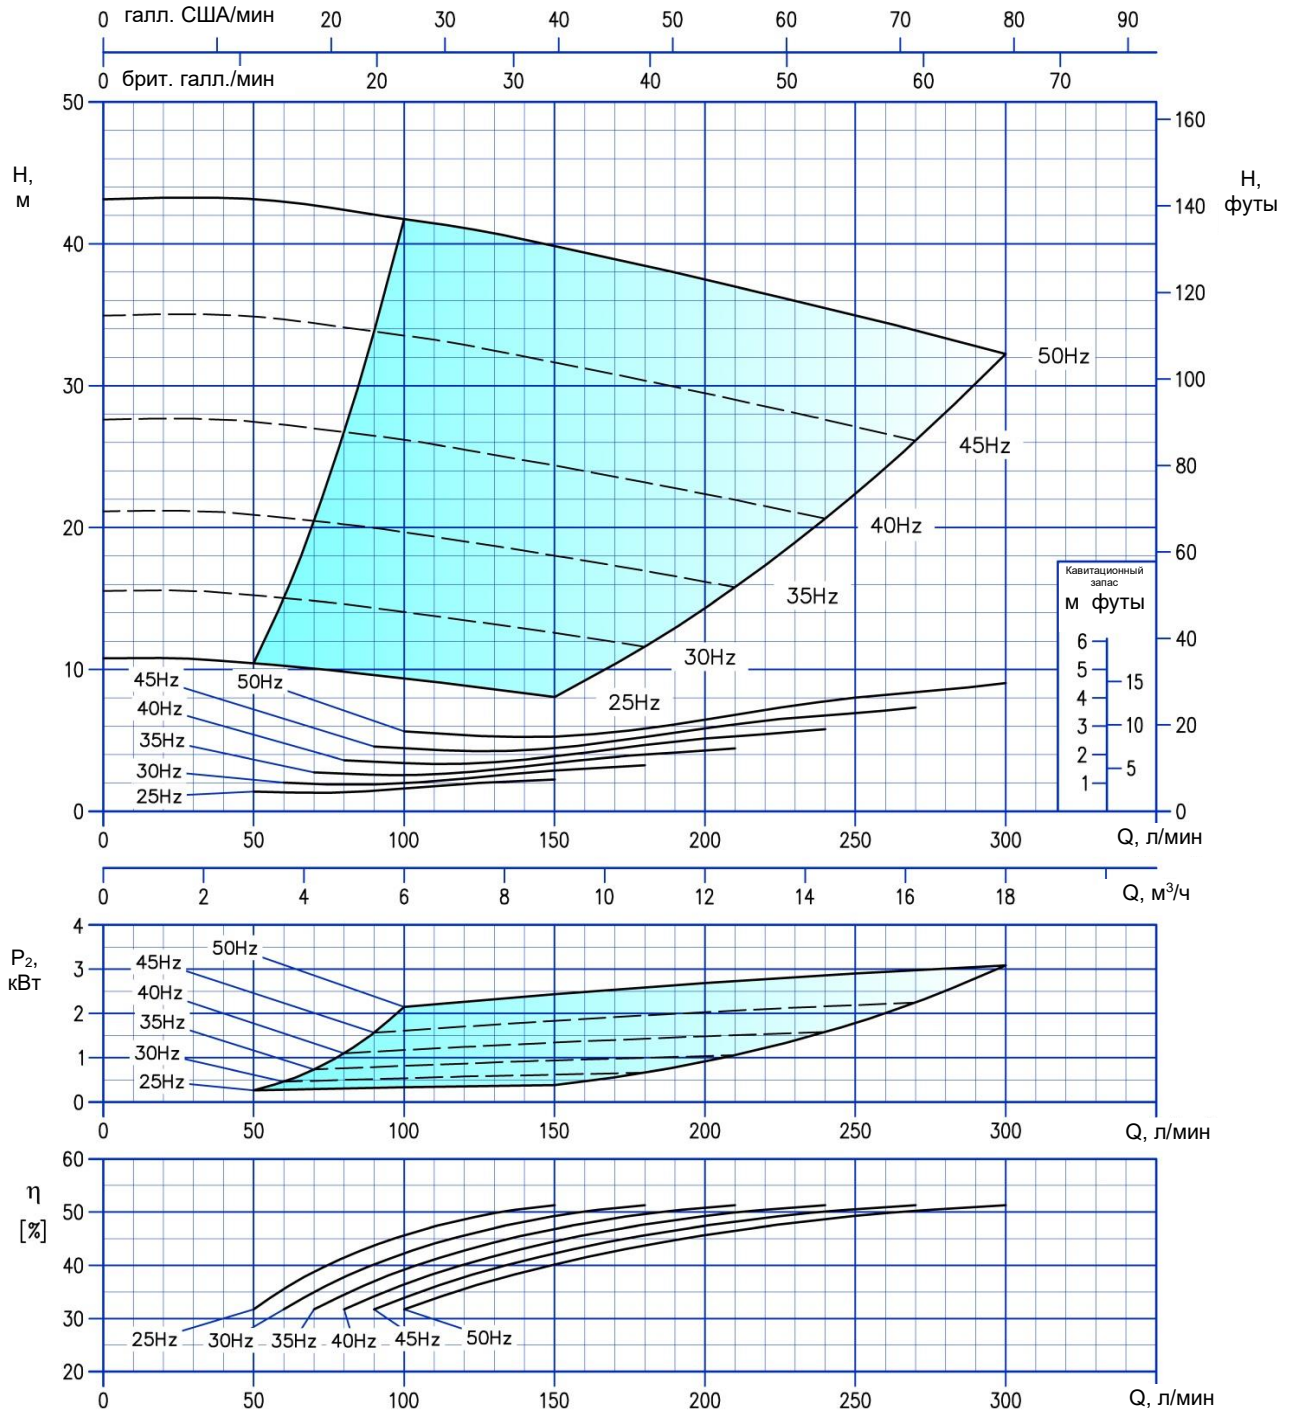 0 галл. США/мин 20 30 40 50 60 70 80 90
0 брит. галл./мин 20 30 40 50 60 70
50
160
H,
м
H,
футы
140
40
120
50Hz
30
100
45Hz
80
40Hz
20
60
35Hz
Кавитационный
запас
м футы
6
5
4
3
2
1
15
10
5
40
30Hz
10
45Hz
50Hz
25Hz
40Hz
20
35Hz
30Hz
25Hz
0
0
0 50 100 150 200 250 300 Q, л/мин
0 2 4 6 8 10 12 14 16 18 Q, м³/ч
P₂,
кВт
4
3
2
1
0
50Hz
45Hz
40Hz
35Hz
30Hz
25Hz
0 50 100 150 200 250 300 Q, л/мин
η
[%]
60
50
40
30
20
25Hz 30Hz 35Hz 40Hz 45Hz 50Hz
0 50 100 150 200 250 300 Q, л/мин